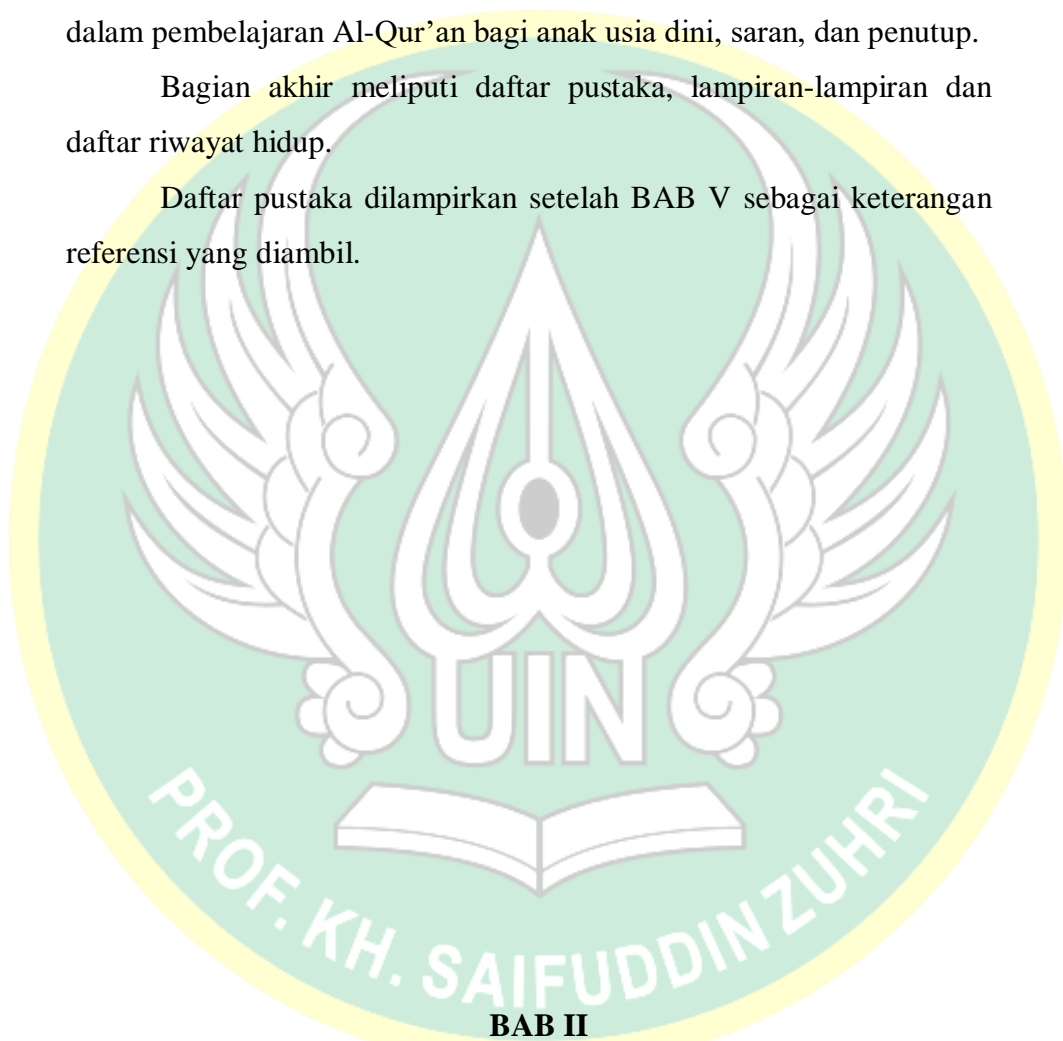 dalam pembelajaran Al-Qur’an bagi anak usia dini, saran, dan penutup.
Bagian akhir meliputi daftar pustaka, lampiran-lampiran dan
daftar riwayat hidup.
Daftar pustaka dilampirkan setelah BAB V sebagai keterangan
referensi yang diambil.
UIN
PROF. KH. SAIFUDDIN ZUHRI
BAB II